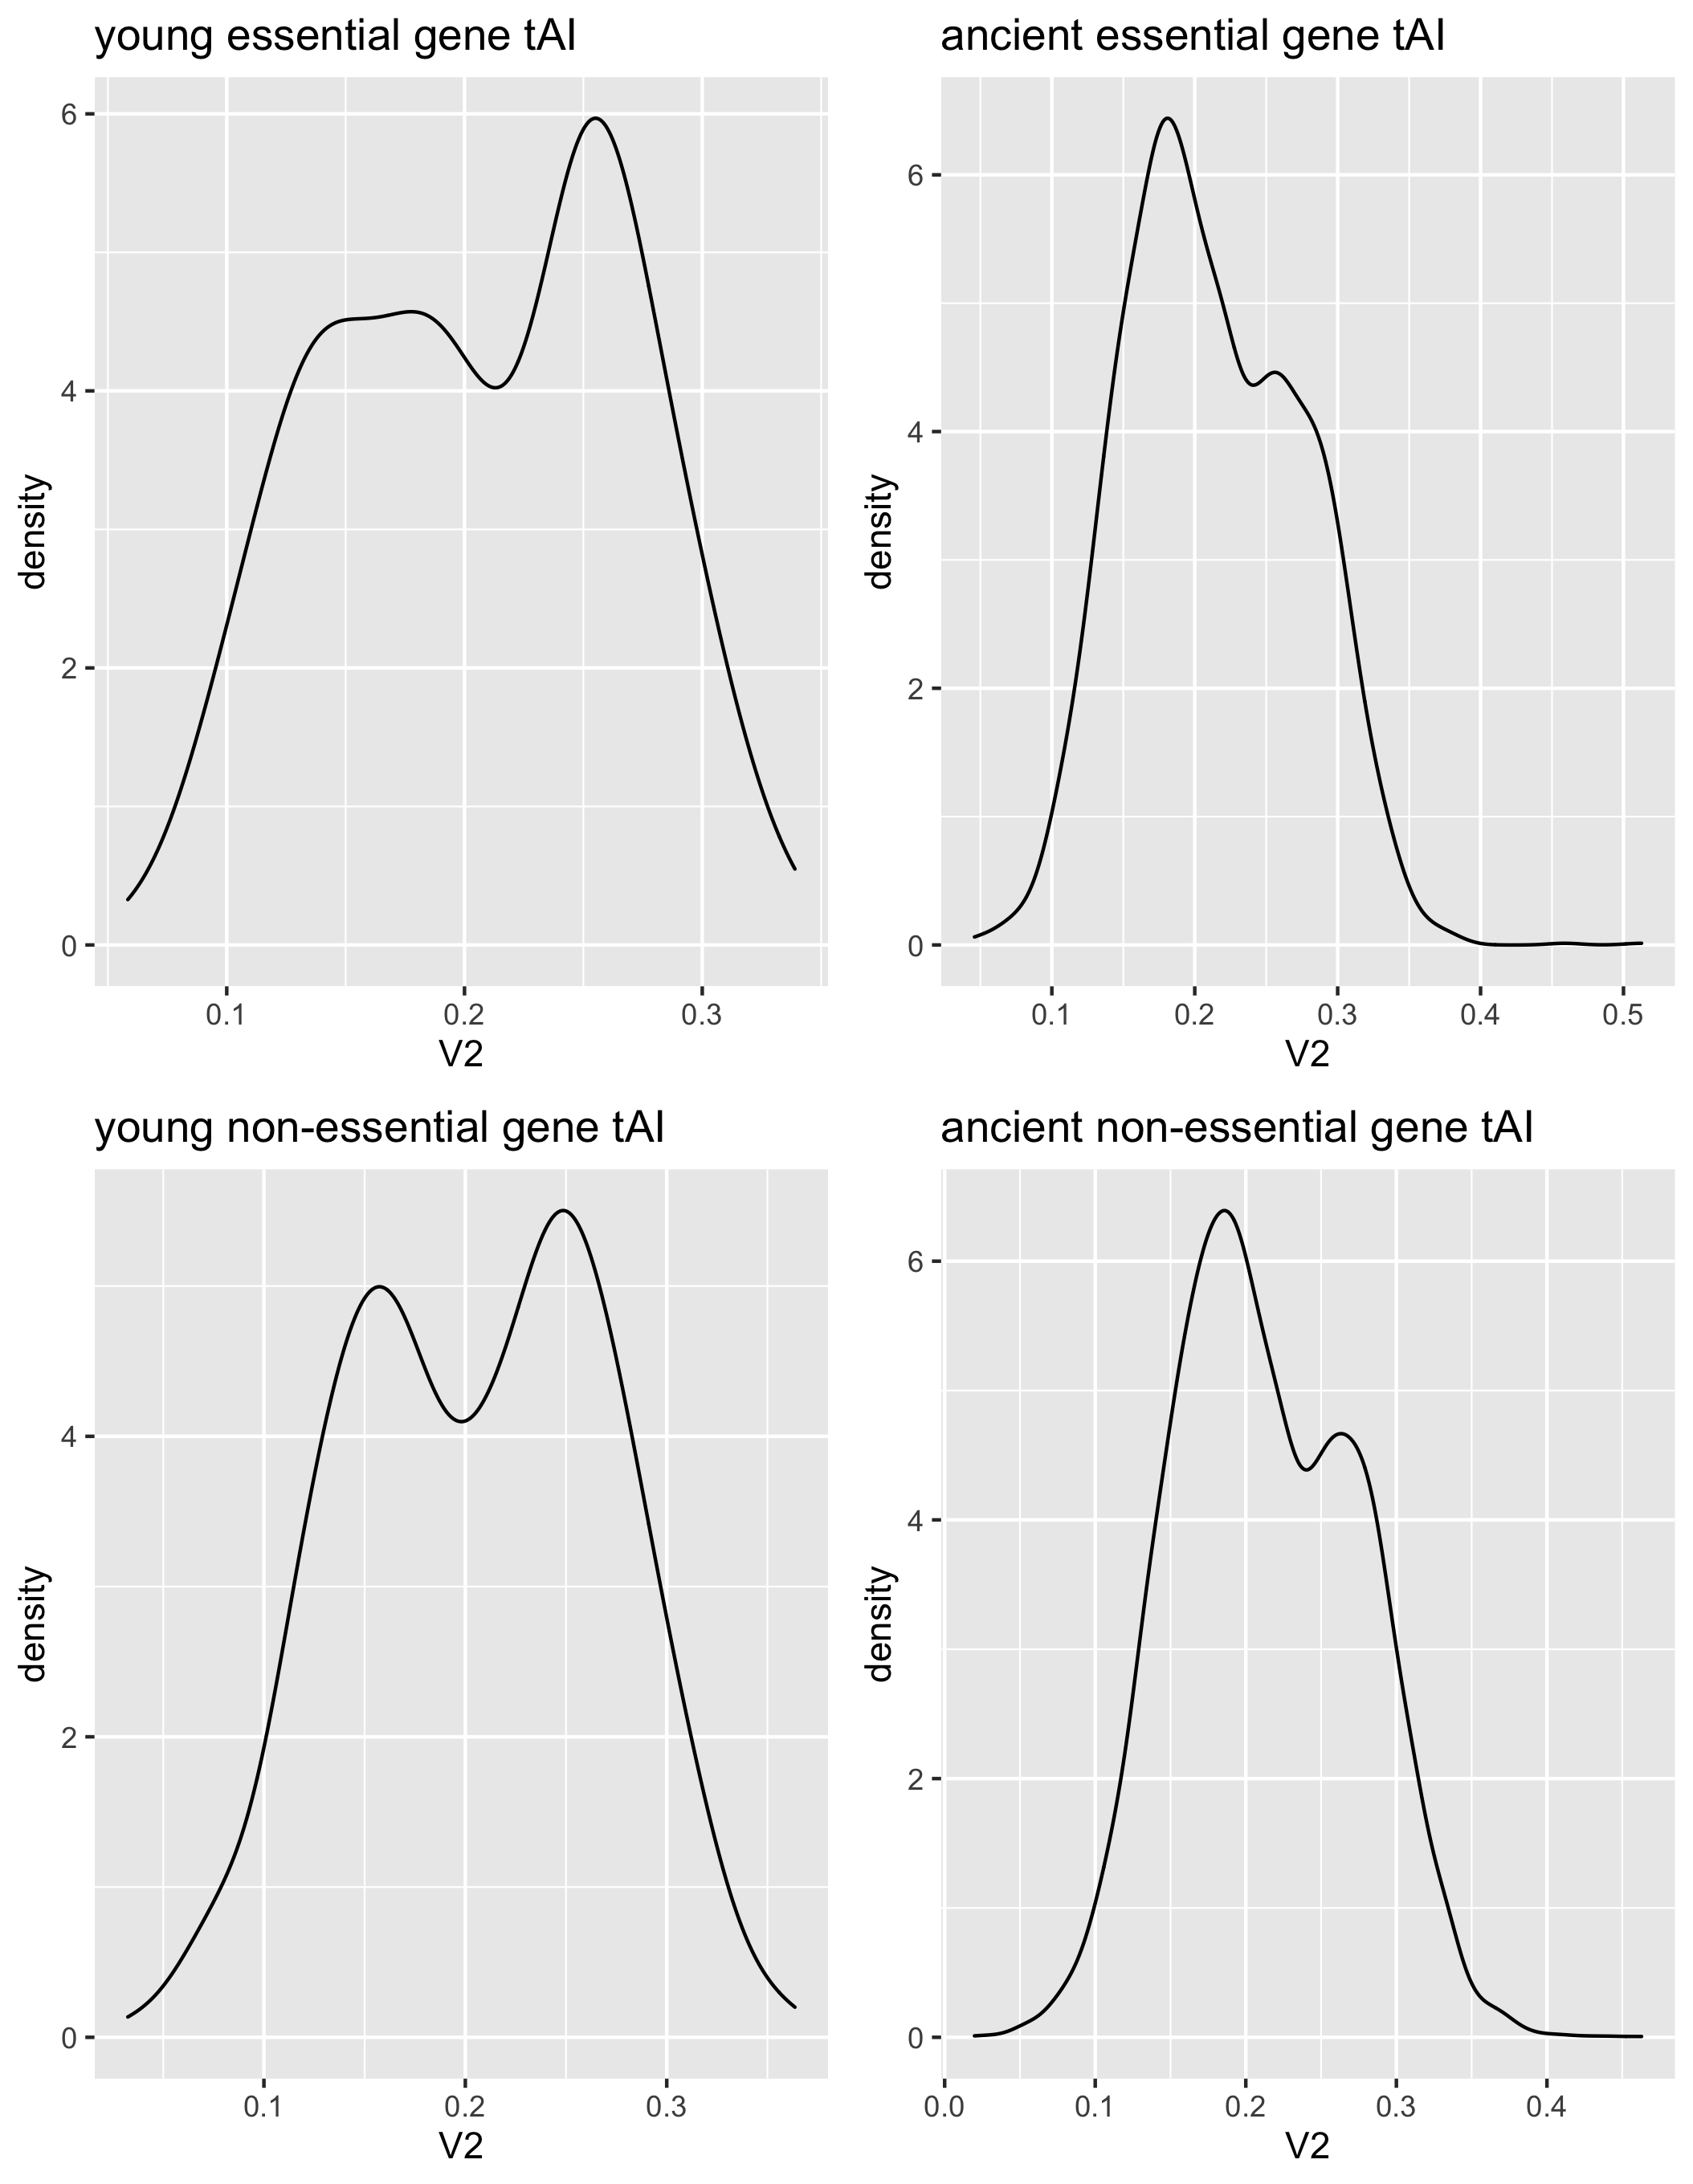 young essential gene tAI
6
4
2
0
density
0.1 0.2 0.3
V2
ancient essential gene tAI
6
4
2
0
density
0.1 0.2 0.3 0.4 0.5
V2
young non-essential gene tAI
4
2
0
density
0.1 0.2 0.3
V2
ancient non-essential gene tAI
6
4
2
0
density
0.0 0.1 0.2 0.3 0.4
V2